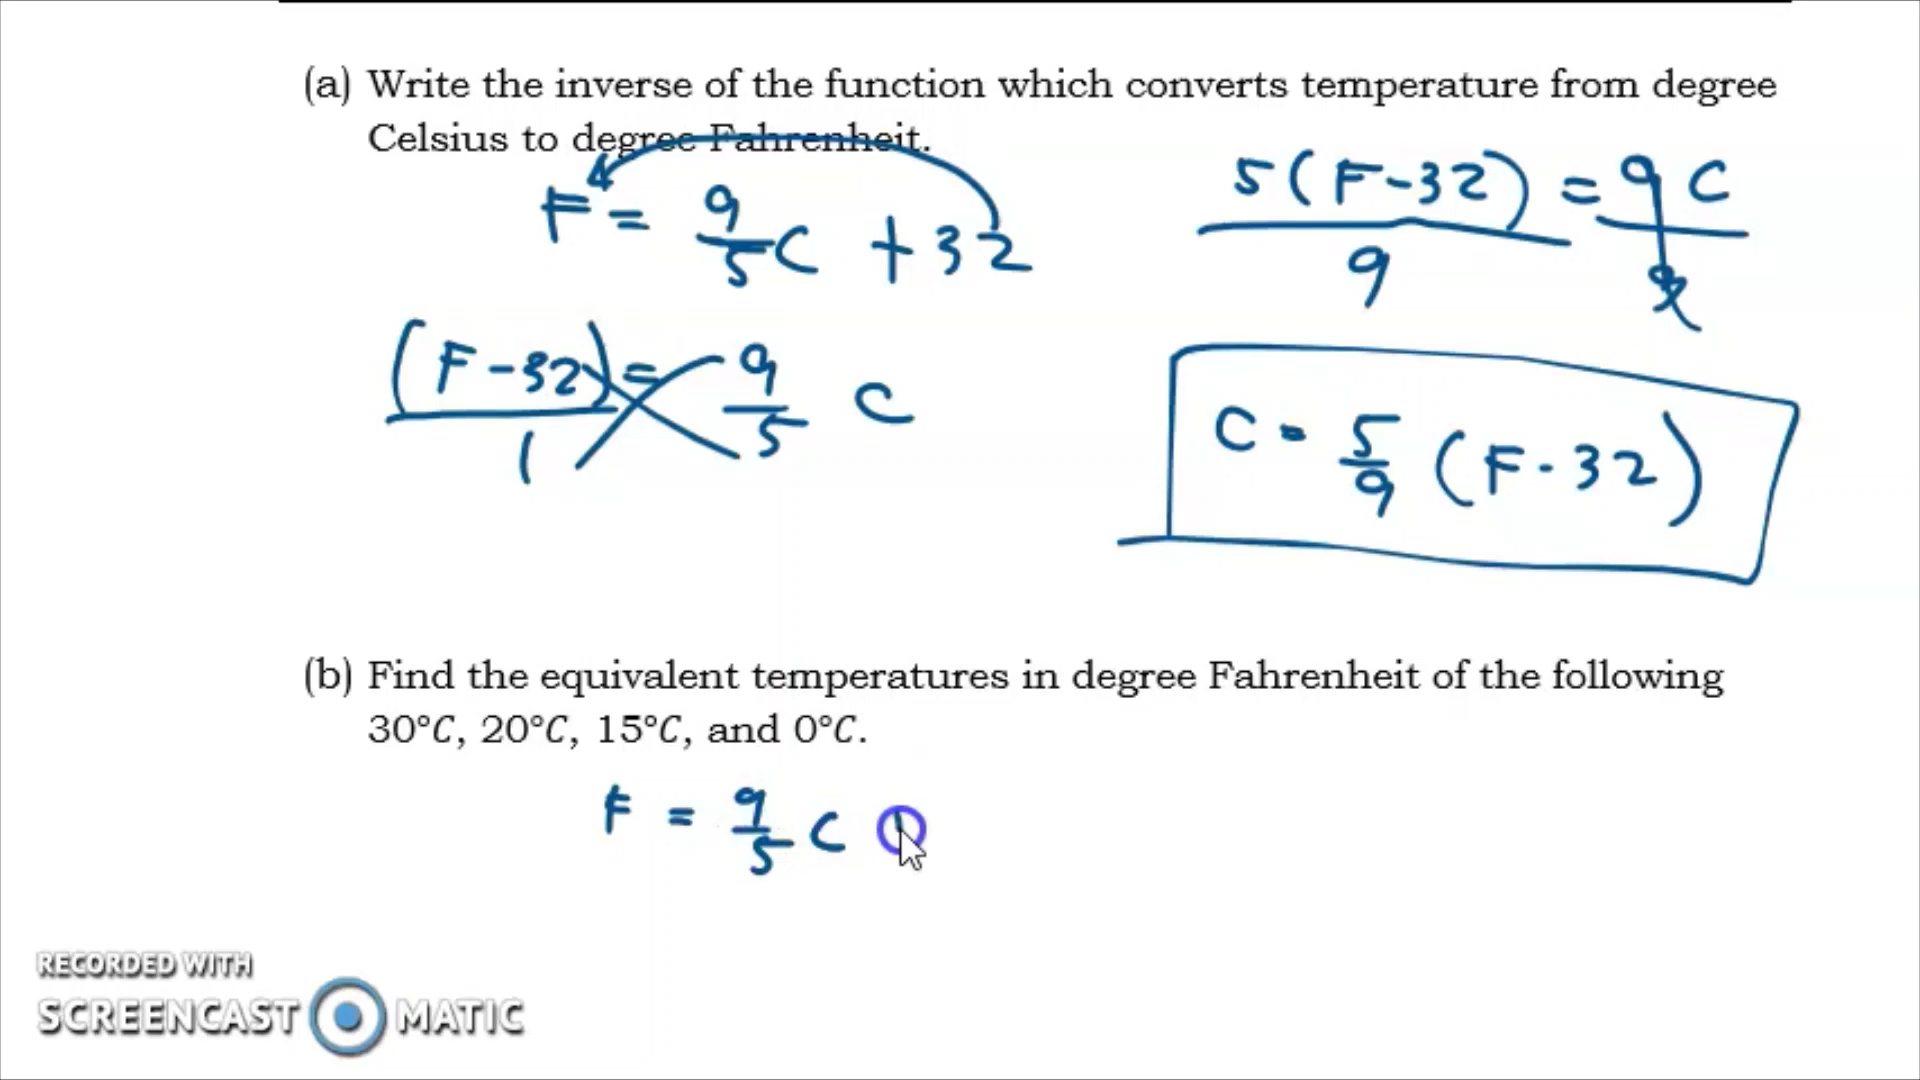 (a) Write the inverse of the function which converts temperature from degree
Celsius to degree Fahrenheit.
F = 9/5 C + 32
(F - 32)/1 = 9/5 C
5(F - 32)/9 = 9C/9
C = 5/9 (F - 32)
(b) Find the equivalent temperatures in degree Fahrenheit of the following
30°C, 20°C, 15°C, and 0°C.
F = 9/5 C
RECORDED WITH
SCREENCAST MATIC